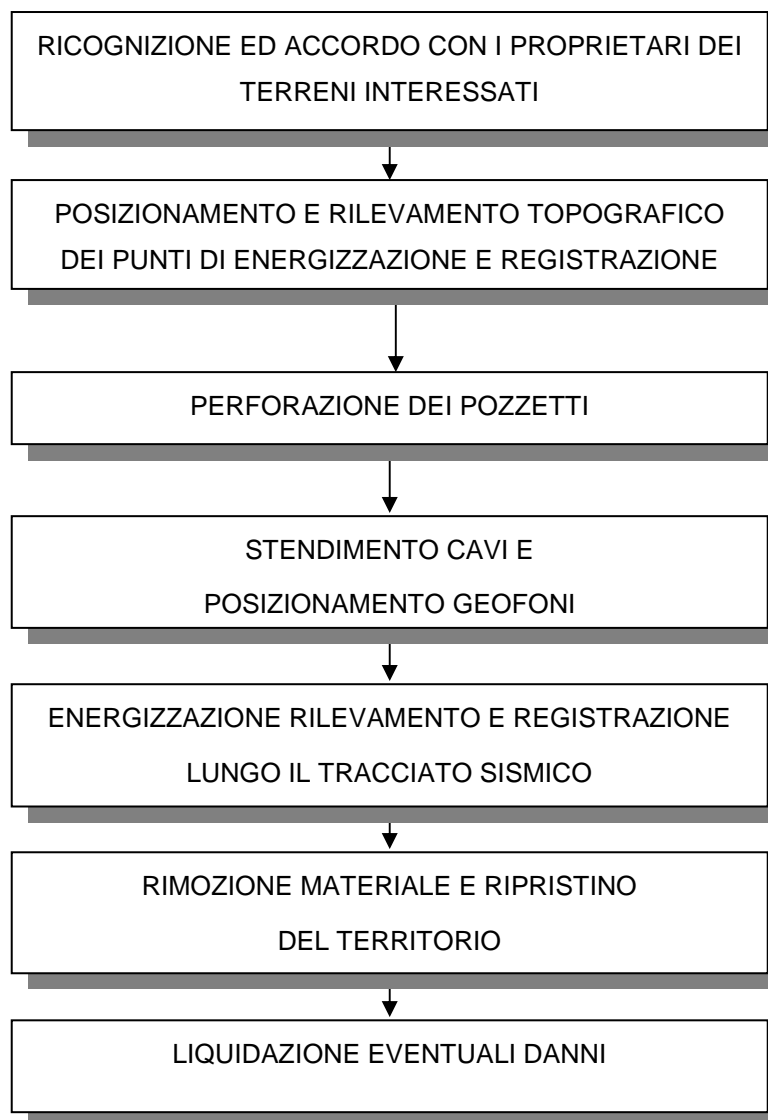 RICOGNIZIONE ED ACCORDO CON I PROPRIETARI DEI
TERRENI INTERESSATI
POSIZIONAMENTO E RILEVAMENTO TOPOGRAFICO
DEI PUNTI DI ENERGIZZAZIONE E REGISTRAZIONE
PERFORAZIONE DEI POZZETTI
STENDIMENTO CAVI E
POSIZIONAMENTO GEOFONI
ENERGIZZAZIONE RILEVAMENTO E REGISTRAZIONE
LUNGO IL TRACCIATO SISMICO
RIMOZIONE MATERIALE E RIPRISTINO
DEL TERRITORIO
LIQUIDAZIONE EVENTUALI DANNI